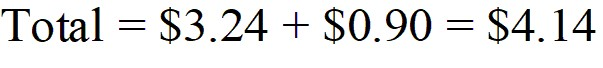 Total = $3.24 + $0.90 = $4.14